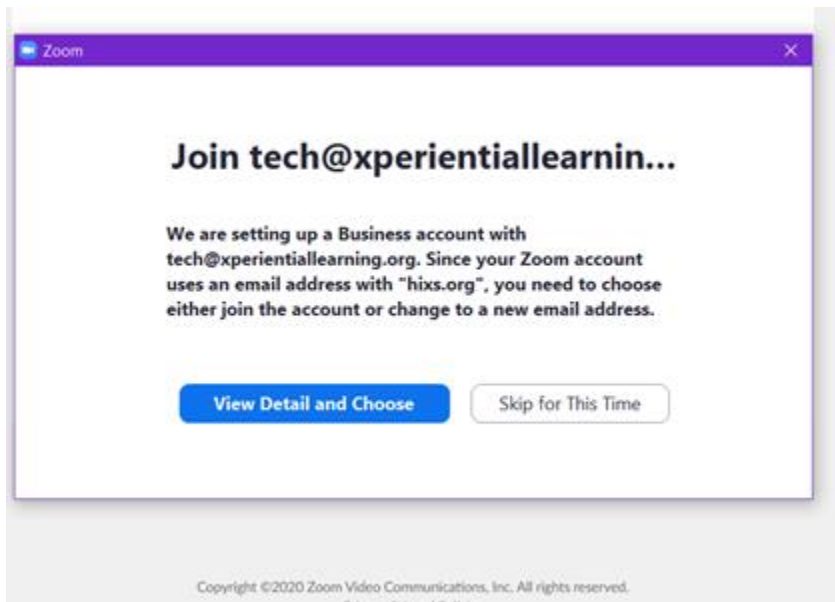 Zoom
Join tech@xperientiallearnin...
We are setting up a Business account with
tech@xperientiallearning.org. Since your Zoom account
uses an email address with "hixs.org", you need to choose
either join the account or change to a new email address.
View Detail and Choose Skip for This Time
Copyright ©2020 Zoom Video Communications, Inc. All rights reserved.